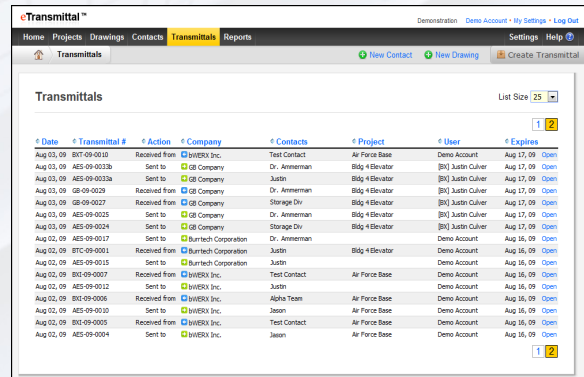 eTransmittal™
Demonstration Demo Account • My Settings • Log Out
Home Projects Drawings Contacts Transmittals Reports Settings Help
Transmittals New Contact New Drawing Create Transmittal
Transmittals List Size 25
1 2
Date Transmittal # Action Company Contacts Project User Expires
Aug 03, 09 BXT-09-0010 Received from bWERX Inc. Test Contact Air Force Base Demo Account Aug 17, 09 Open
Aug 03, 09 AES-09-0033b Sent to GB Company Dr. Ammerman Bldg 4 Elevator [BX] Justin Culver Aug 17, 09 Open
Aug 03, 09 AES-09-0033a Sent to GB Company Justin Bldg 4 Elevator [BX] Justin Culver Aug 17, 09 Open
Aug 03, 09 GB-09-0029 Received from GB Company Dr. Ammerman Bldg 4 Elevator [BX] Justin Culver Aug 17, 09 Open
Aug 03, 09 GB-09-0027 Received from GB Company Storage Div Bldg 4 Elevator [BX] Justin Culver Aug 17, 09 Open
Aug 03, 09 AES-09-0025 Sent to GB Company Dr. Ammerman Bldg 4 Elevator [BX] Justin Culver Aug 17, 09 Open
Aug 03, 09 AES-09-0024 Sent to GB Company Storage Div Bldg 4 Elevator [BX] Justin Culver Aug 17, 09 Open
Aug 02, 09 AES-09-0017 Sent to Burrtech Corporation Dr. Ammerman Demo Account Aug 16, 09 Open
Aug 02, 09 BTC-09-0001 Received from Burrtech Corporation Justin Bldg 4 Elevator Demo Account Aug 16, 09 Open
Aug 02, 09 AES-09-0015 Sent to Burrtech Corporation Justin Demo Account Aug 16, 09 Open
Aug 02, 09 BXI-09-0007 Received from bWERX Inc. Test Contact Air Force Base Demo Account Aug 16, 09 Open
Aug 02, 09 AES-09-0012 Sent to bWERX Inc. Justin Demo Account Aug 16, 09 Open
Aug 02, 09 BXI-09-0006 Received from bWERX Inc. Alpha Team Air Force Base Demo Account Aug 16, 09 Open
Aug 02, 09 AES-09-0010 Sent to bWERX Inc. Jason Air Force Base Demo Account Aug 16, 09 Open
Aug 02, 09 BXI-09-0005 Received from bWERX Inc. Test Contact Air Force Base Demo Account Aug 16, 09 Open
Aug 02, 09 AES-09-0004 Sent to bWERX Inc. Jason Air Force Base Demo Account Aug 16, 09 Open
1 2